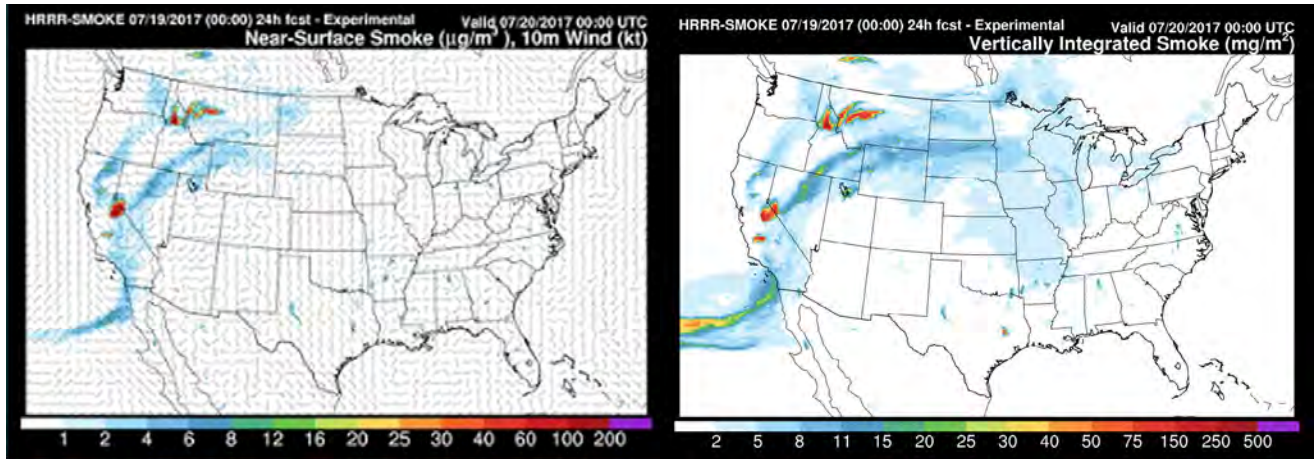 HRRR-SMOKE 07/19/2017 (00:00) 24h fcst - Experimental Valid 07/20/2017 00:00 UTC
Near-Surface Smoke (µg/m³), 10m Wind (kt)
1 2 4 6 8 12 16 20 25 30 40 60 100 200
HRRR-SMOKE 07/19/2017 (00:00) 24h fcst - Experimental Valid 07/20/2017 00:00 UTC
Vertically Integrated Smoke (mg/m²)
2 5 8 11 15 20 25 30 40 50 75 150 250 500